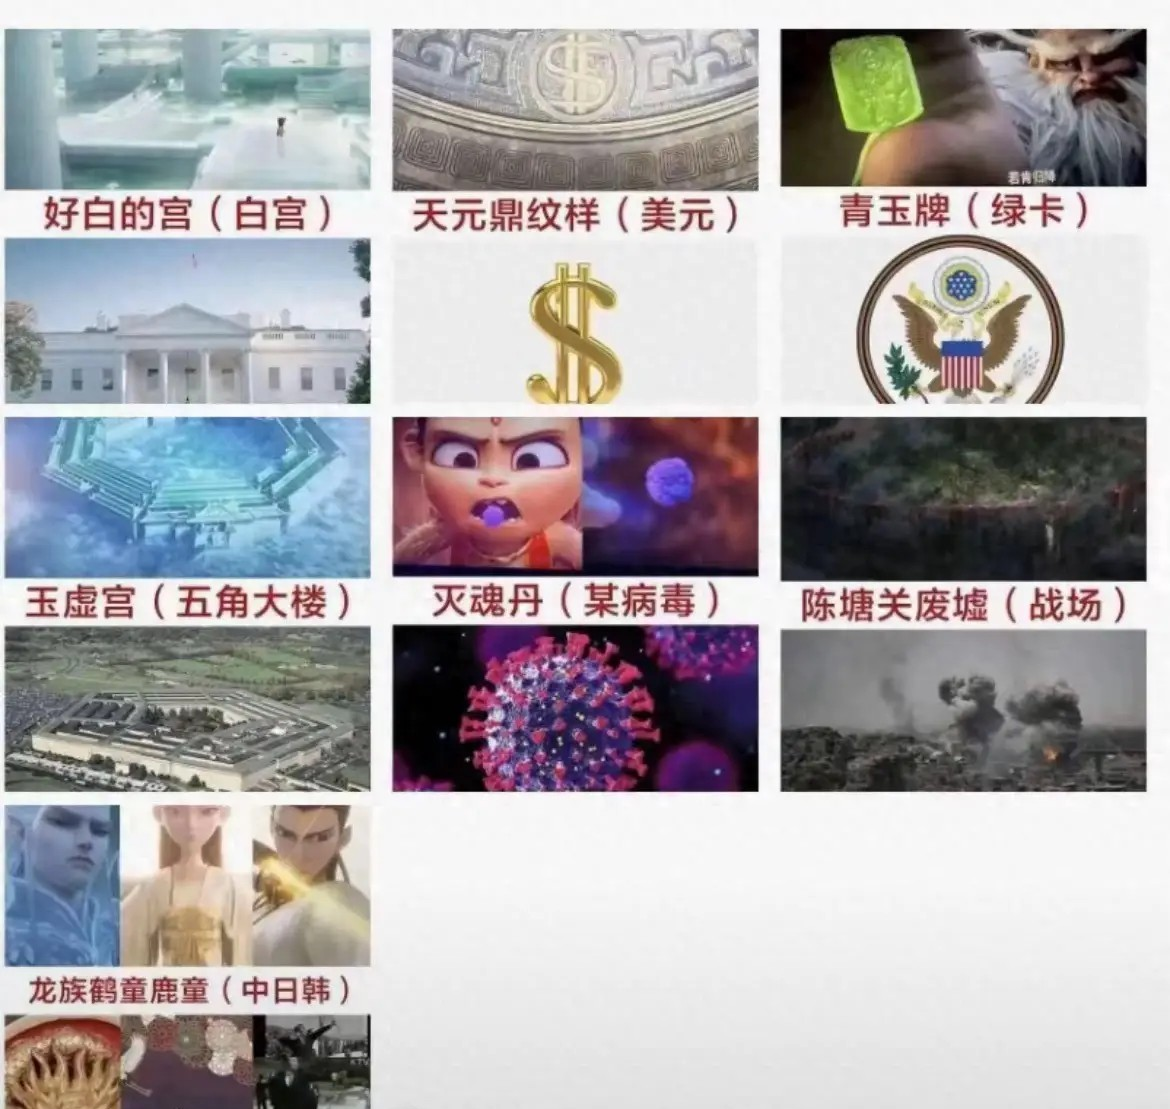 若肯归降
好白的宫（白宫）
天元鼎纹样（美元）
青玉牌（绿卡）
玉虚宫（五角大楼）
灭魂丹（某病毒）
陈塘关废墟（战场）
龙族鹤童鹿童（中日韩）